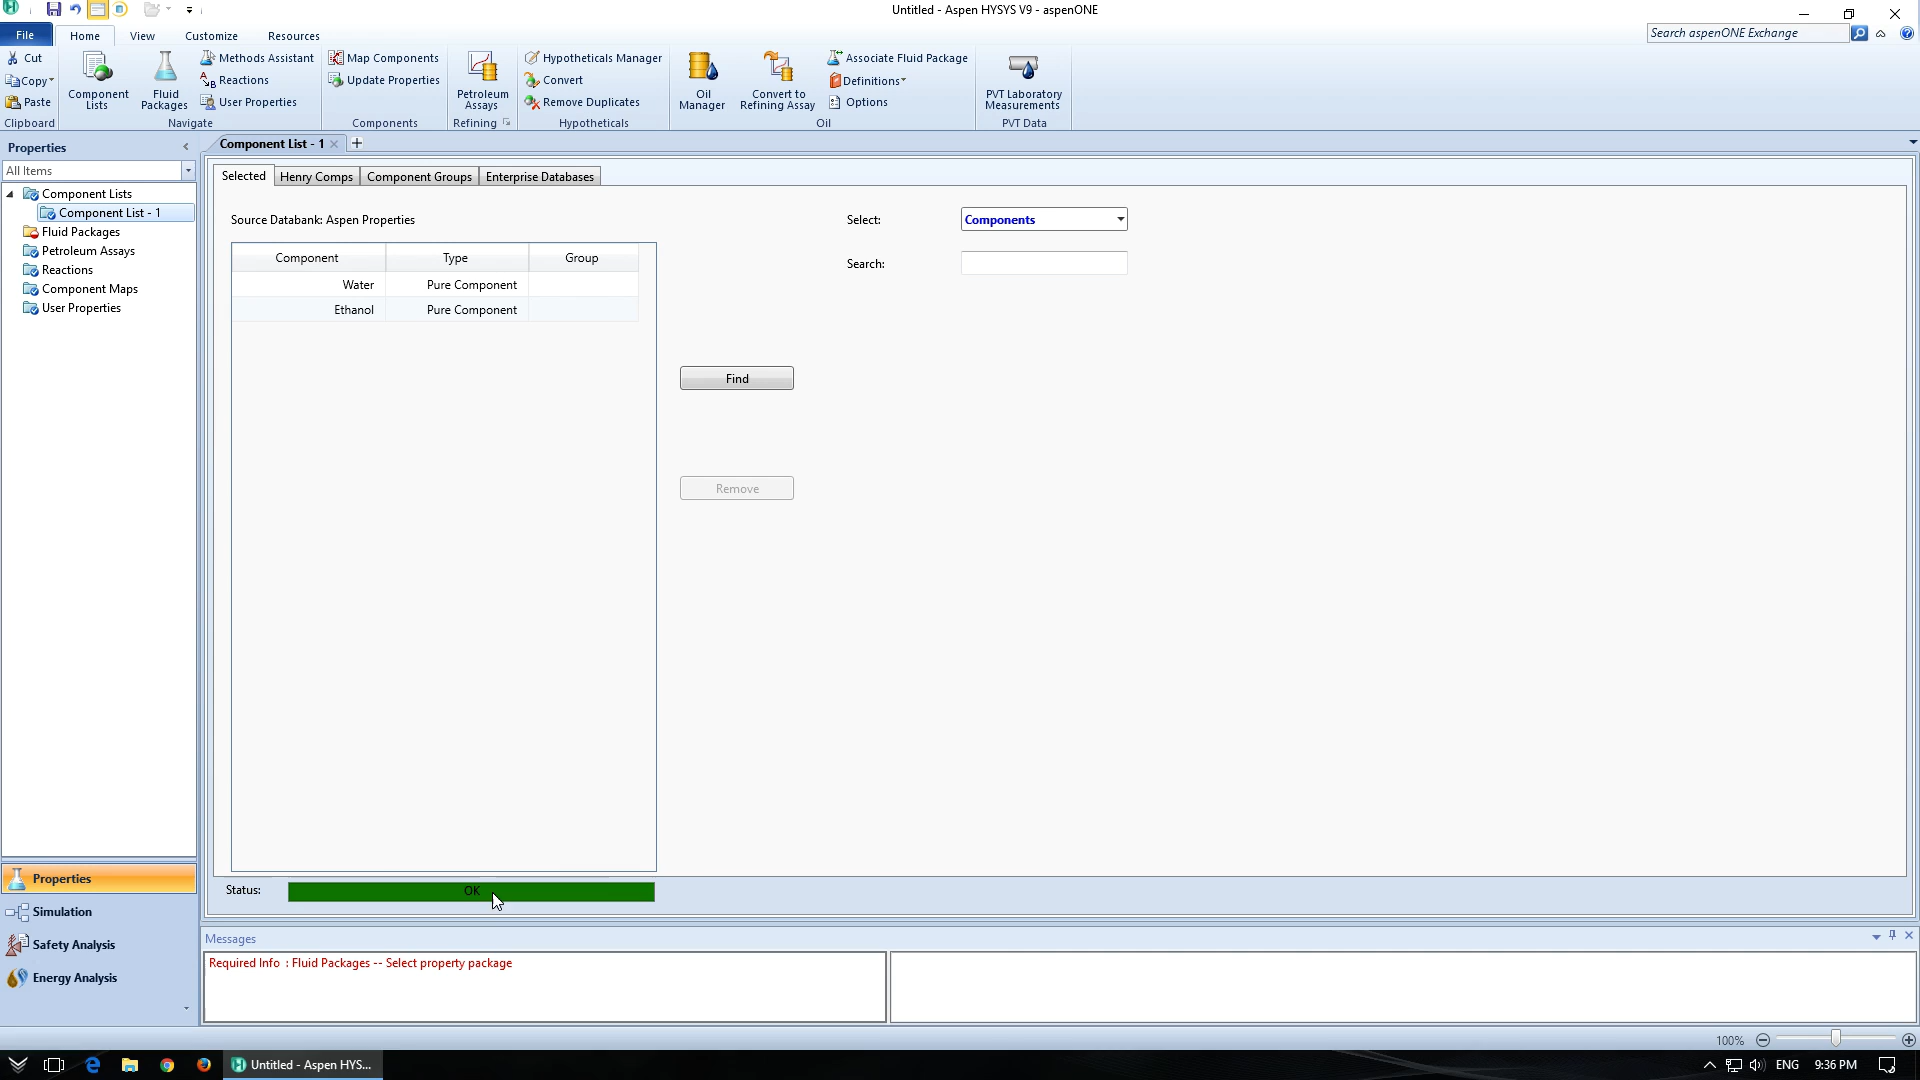 Untitled - Aspen HYSYS V9 - aspenONE
File
Home
View
Customize
Resources
Search aspenONE Exchange
Cut
Copy
Paste
Clipboard
Component Lists
Fluid Packages
Methods Assistant
Reactions
User Properties
Navigate
Map Components
Update Properties
Components
Petroleum Assays
Refining
Hypotheticals Manager
Convert
Remove Duplicates
Hypotheticals
Oil Manager
Convert to Refining Assay
Associate Fluid Package
Definitions
Options
Oil
PVT Laboratory Measurements
PVT Data
Properties
All Items
Component Lists
Component List - 1
Fluid Packages
Petroleum Assays
Reactions
Component Maps
User Properties
Component List - 1
Selected
Henry Comps
Component Groups
Enterprise Databases
Source Databank: Aspen Properties
Component Type Group
Water Pure Component
Ethanol Pure Component
Select: Components
Search:
Find
Remove
Status: OK
Properties
Simulation
Safety Analysis
Energy Analysis
Messages
Required Info : Fluid Packages -- Select property package
100%
Untitled - Aspen HYS...
ENG
9:36 PM